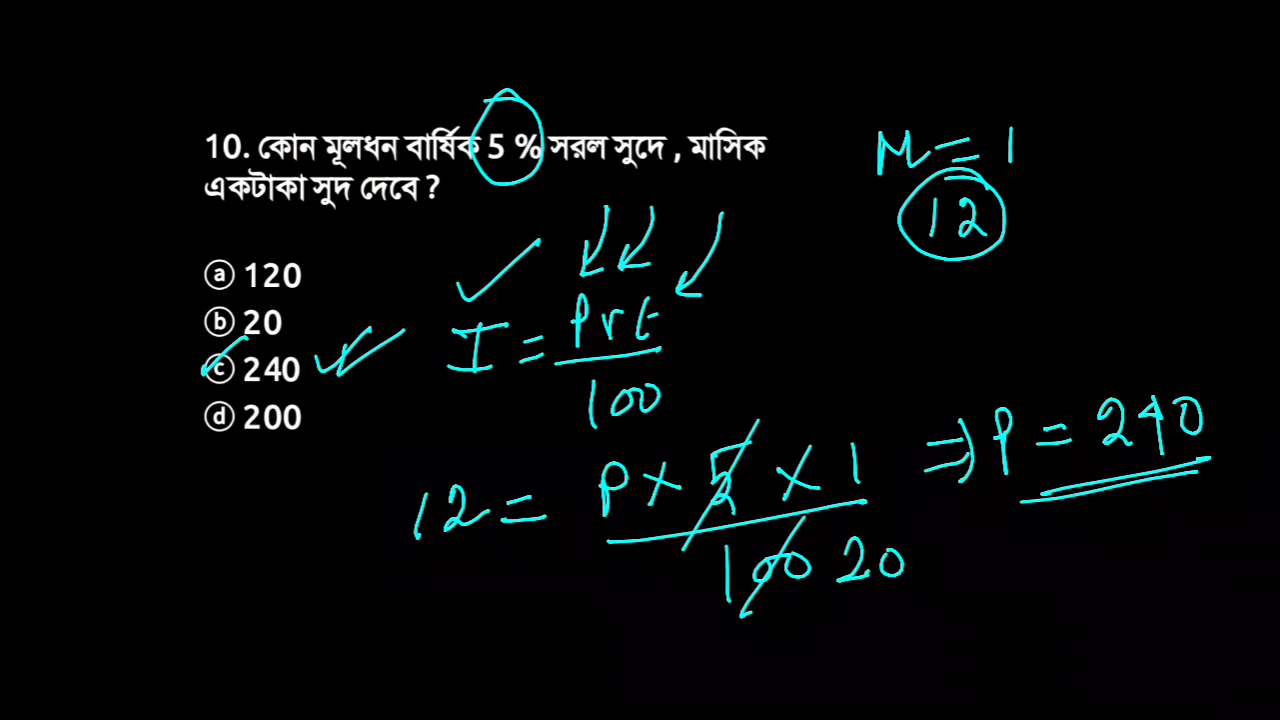 10. কোন মূলধন বার্ষিক 5 % সরল সুদে , মাসিক
একটাকা সুদ দেবে ?
ⓐ 120
ⓑ 20
ⓒ 240
ⓓ 200
M = 1
12
I = Prt
100
12 = P × 5 × 1
100 20
⇒ P = 240